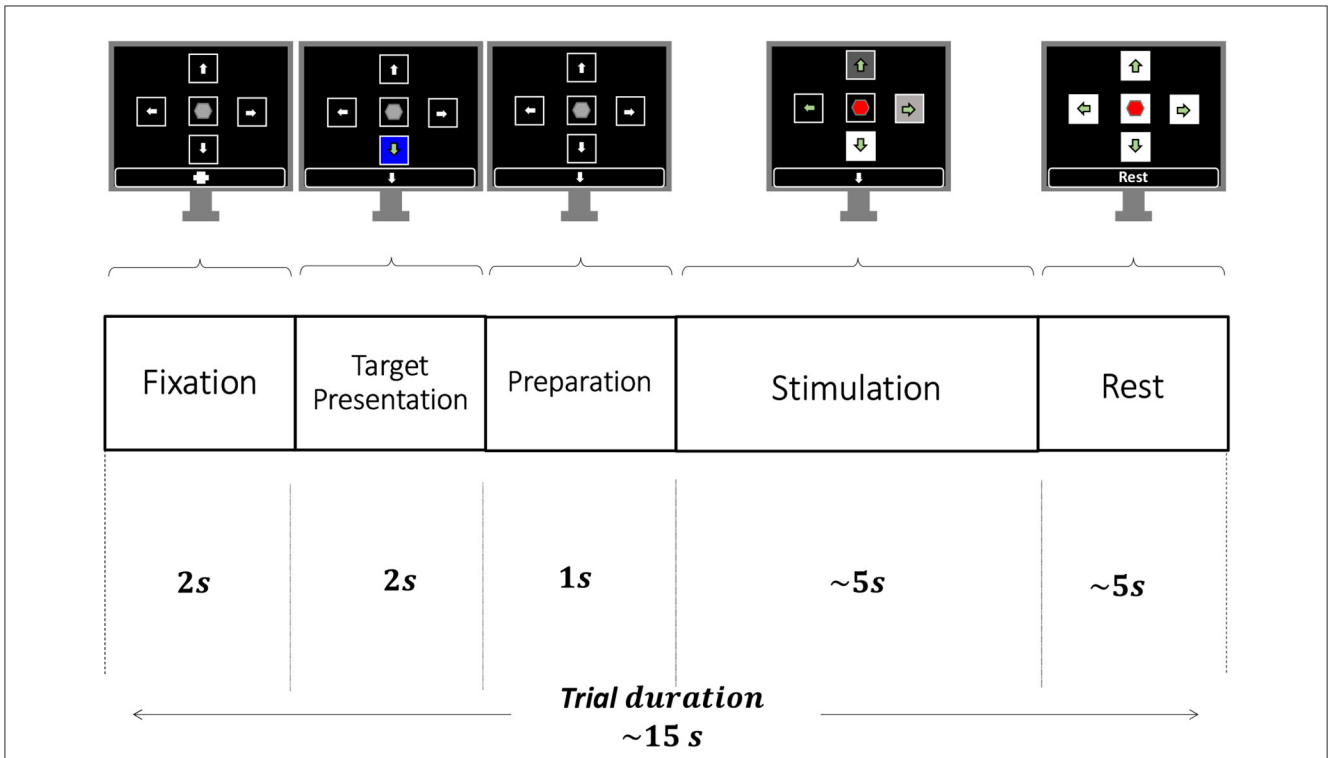 Rest
Fixation
Target
Presentation
Preparation
Stimulation
Rest
2s
2s
1s
~5s
~5s
Trial duration
~15 s